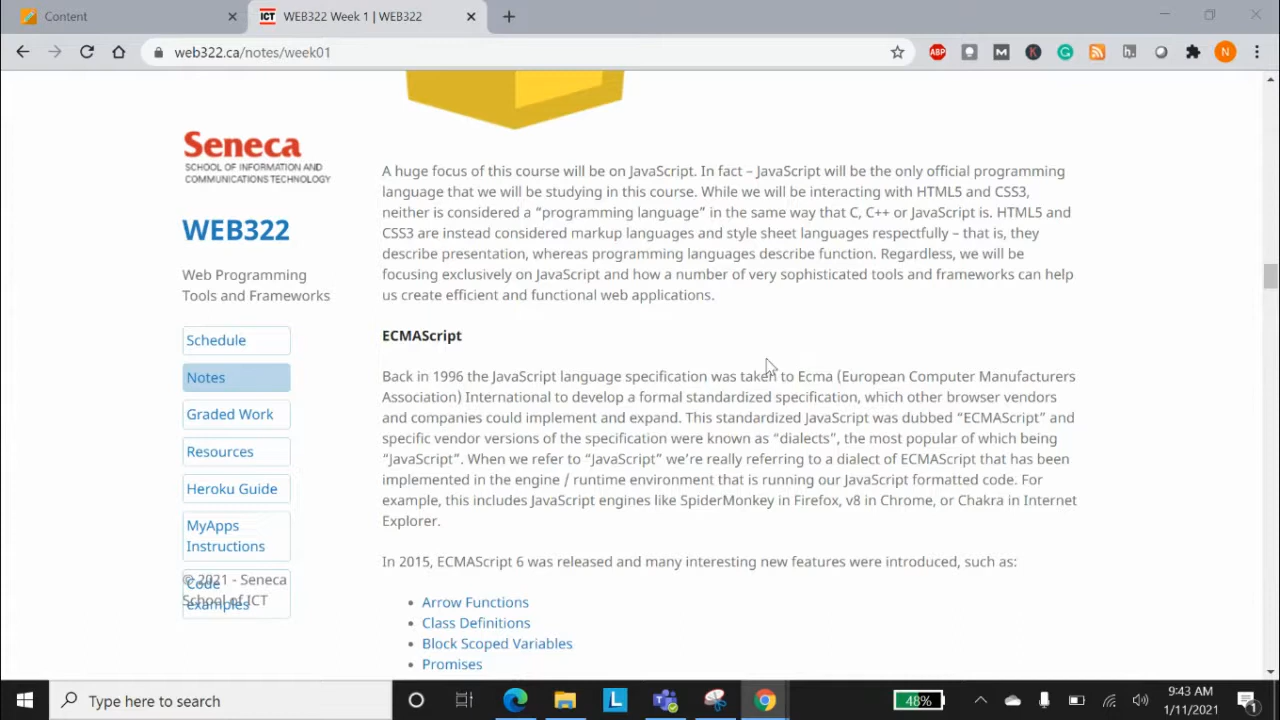 Content
ICT
WEB322 Week 1 | WEB322
web322.ca/notes/week01
ABP
N
Seneca
SCHOOL OF INFORMATION AND
COMMUNICATIONS TECHNOLOGY
WEB322
Web Programming
Tools and Frameworks
Schedule
Notes
Graded Work
Resources
Heroku Guide
MyApps
Instructions
© 2021 - Seneca
School of ICT
Code
examples
A huge focus of this course will be on JavaScript. In fact – JavaScript will be the only official programming
language that we will be studying in this course. While we will be interacting with HTML5 and CSS3,
neither is considered a “programming language” in the same way that C, C++ or JavaScript is. HTML5 and
CSS3 are instead considered markup languages and style sheet languages respectfully – that is, they
describe presentation, whereas programming languages describe function. Regardless, we will be
focusing exclusively on JavaScript and how a number of very sophisticated tools and frameworks can help
us create efficient and functional web applications.
ECMAScript
Back in 1996 the JavaScript language specification was taken to Ecma (European Computer Manufacturers
Association) International to develop a formal standardized specification, which other browser vendors
and companies could implement and expand. This standardized JavaScript was dubbed “ECMAScript” and
specific vendor versions of the specification were known as “dialects”, the most popular of which being
“JavaScript”. When we refer to “JavaScript” we’re really referring to a dialect of ECMAScript that has been
implemented in the engine / runtime environment that is running our JavaScript formatted code. For
example, this includes JavaScript engines like SpiderMonkey in Firefox, v8 in Chrome, or Chakra in Internet
Explorer.
In 2015, ECMAScript 6 was released and many interesting new features were introduced, such as:
Arrow Functions
Class Definitions
Block Scoped Variables
Promises
Type here to search
L
48%
9:43 AM
1/11/2021
1